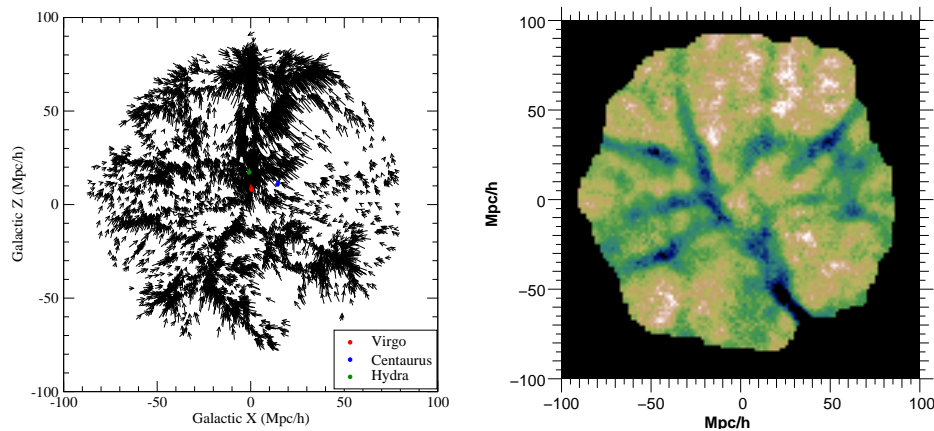 100
50
0
-50
-100
Galactic Z (Mpc/h)
-100 -50 0 50 100
Galactic X (Mpc/h)
Virgo
Centaurus
Hydra
100
50
0
−50
−100
Mpc/h
−100 −50 0 50 100
Mpc/h